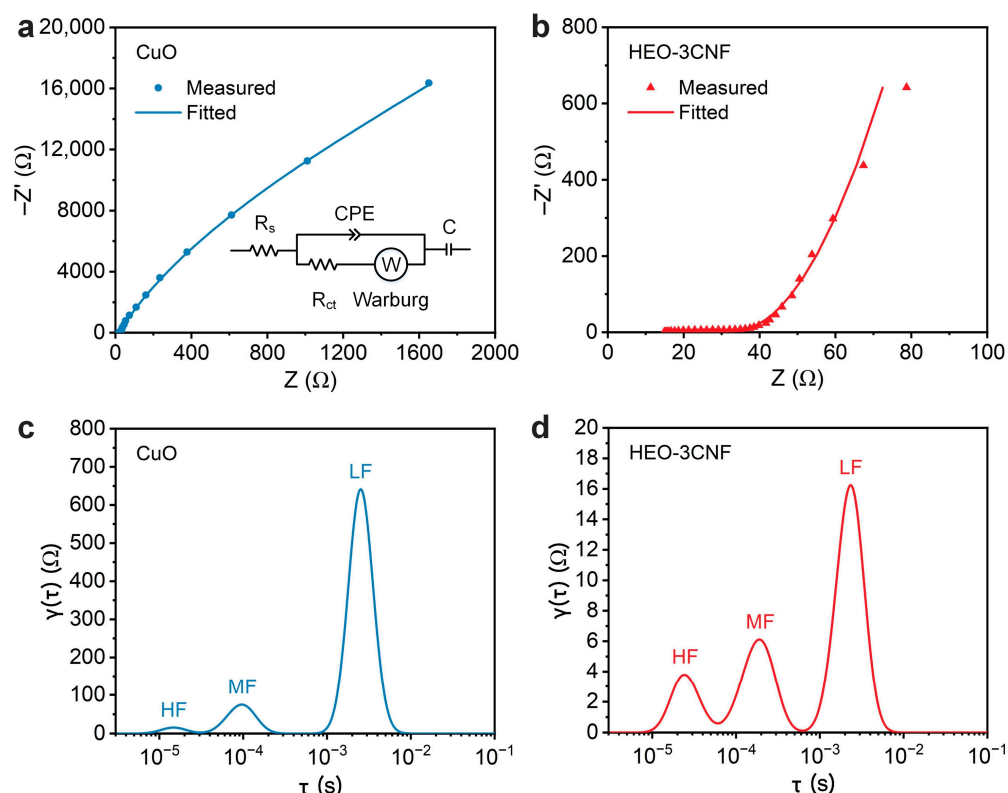 a
CuO
Measured
Fitted
20,000
16,000
12,000
8000
4000
0
−Z' (Ω)
R_s
CPE
C
W
R_ct
Warburg
0 400 800 1200 1600 2000
Z (Ω)
b
HEO-3CNF
Measured
Fitted
800
600
400
200
0
−Z' (Ω)
0 20 40 60 80 100
Z (Ω)
c
CuO
800
700
600
500
400
300
200
100
0
γ(τ) (Ω)
LF
MF
HF
10⁻⁵ 10⁻⁴ 10⁻³ 10⁻² 10⁻¹
τ (s)
d
HEO-3CNF
20
18
16
14
12
10
8
6
4
2
0
γ(τ) (Ω)
LF
MF
HF
10⁻⁵ 10⁻⁴ 10⁻³ 10⁻² 10⁻¹
τ (s)